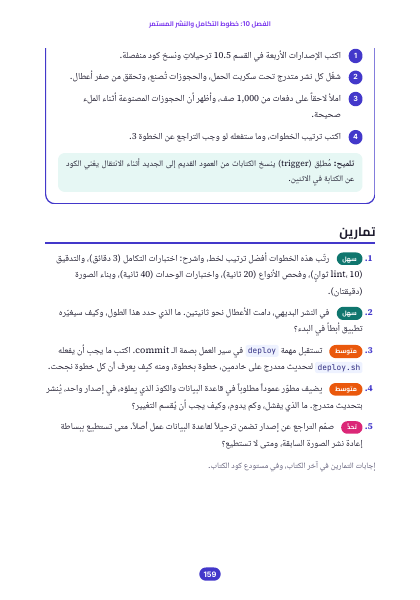 الفصل 10: خطوط التكامل والنشر المستمر
1 اكتب الإصدارات الأربعة في القسم 10.5 ترحيلاتٍ ونسخ كود منفصلة.
2 شغّل كل نشر متدرج تحت سكربت الحمل، والحجوزات تُصنع، وتحقق من صفر أعطال.
3 املأ لاحقاً على دفعات من 1,000 صف، وأظهر أن الحجوزات المصنوعة أثناء الملء
صحيحة.
4 اكتب ترتيب الخطوات، وما ستفعله لو وجب التراجع عن الخطوة 3.
تلميح: مُطلِق (trigger) ينسخ الكتابات من العمود القديم إلى الجديد أثناء الانتقال يغني الكود
عن الكتابة في الاثنين.
تمارين
1. سهل رتّب هذه الخطوات أفضل ترتيب لخط، واشرح: اختبارات التكامل (3 دقائق)، والتدقيق
(lint، 10 ثوانٍ)، وفحص الأنواع (20 ثانية)، واختبارات الوحدات (40 ثانية)، وبناء الصورة
(دقيقتان).
2. سهل في النشر البديهي، دامت الأعطال نحو ثانيتين. ما الذي حدد هذا الطول، وكيف سيغيّره
تطبيق أبطأ في البدء؟
3. متوسط تستقبل مهمة deploy في سير العمل بصمة الـ commit. اكتب ما يجب أن يفعله
deploy.sh لتحديث متدرج على خادمين، خطوة بخطوة، ومنه كيف يعرف أن كل خطوة نجحت.
4. متوسط يضيف مطوّر عموداً مطلوباً في قاعدة البيانات والكودَ الذي يملؤه، في إصدار واحد، يُنشر
بتحديث متدرج. ما الذي يفشل، وكم يدوم، وكيف يجب أن يُقسم التغيير؟
5. تحدٍّ صمّم التراجع عن إصدار تضمن ترحيلاً لقاعدة البيانات عمل أصلاً. متى تستطيع ببساطة
إعادة نشر الصورة السابقة، ومتى لا تستطيع؟
إجابات التمارين في آخر الكتاب، وفي مستودع كود الكتاب.
159